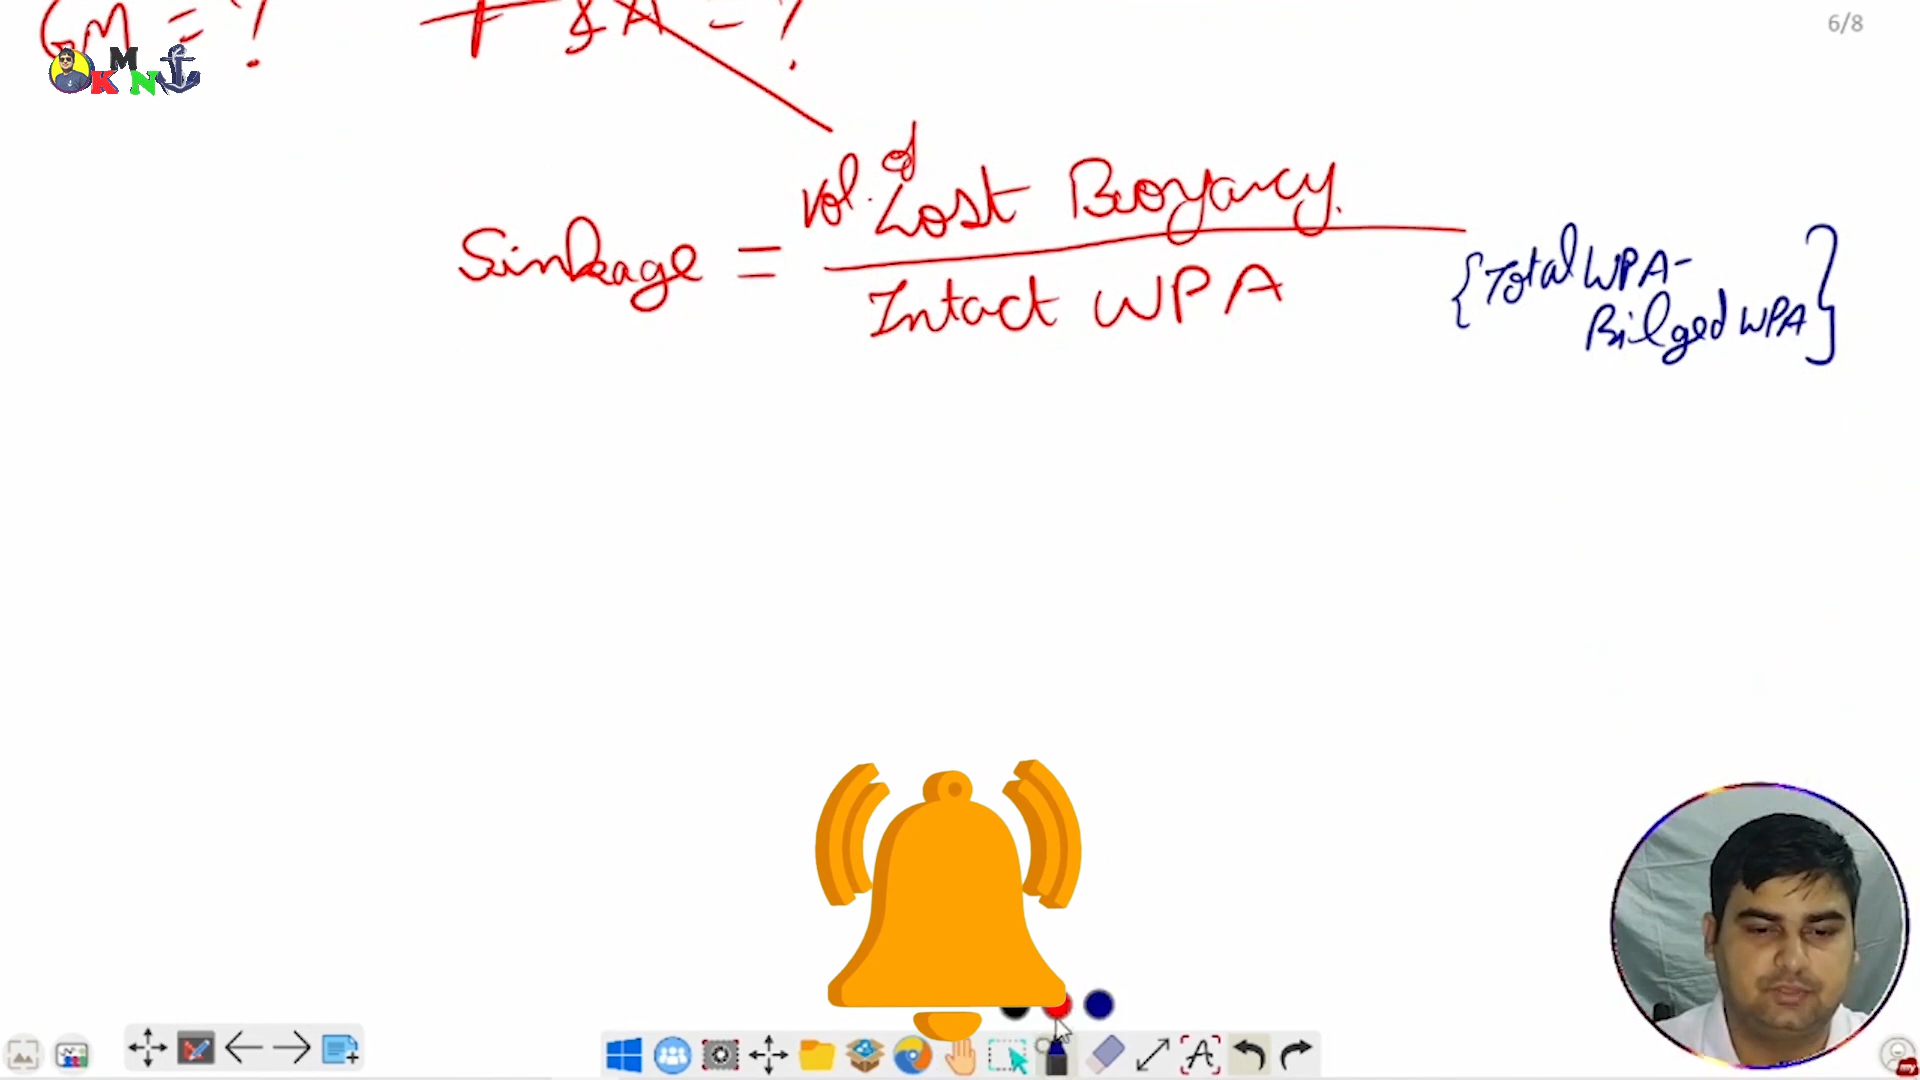 6/8
GM = ? F & A = ?
M
K N
Vol. of Lost Buoyancy.
Sinkage =
Intact WPA
{Total WPA-
Bilged WPA}